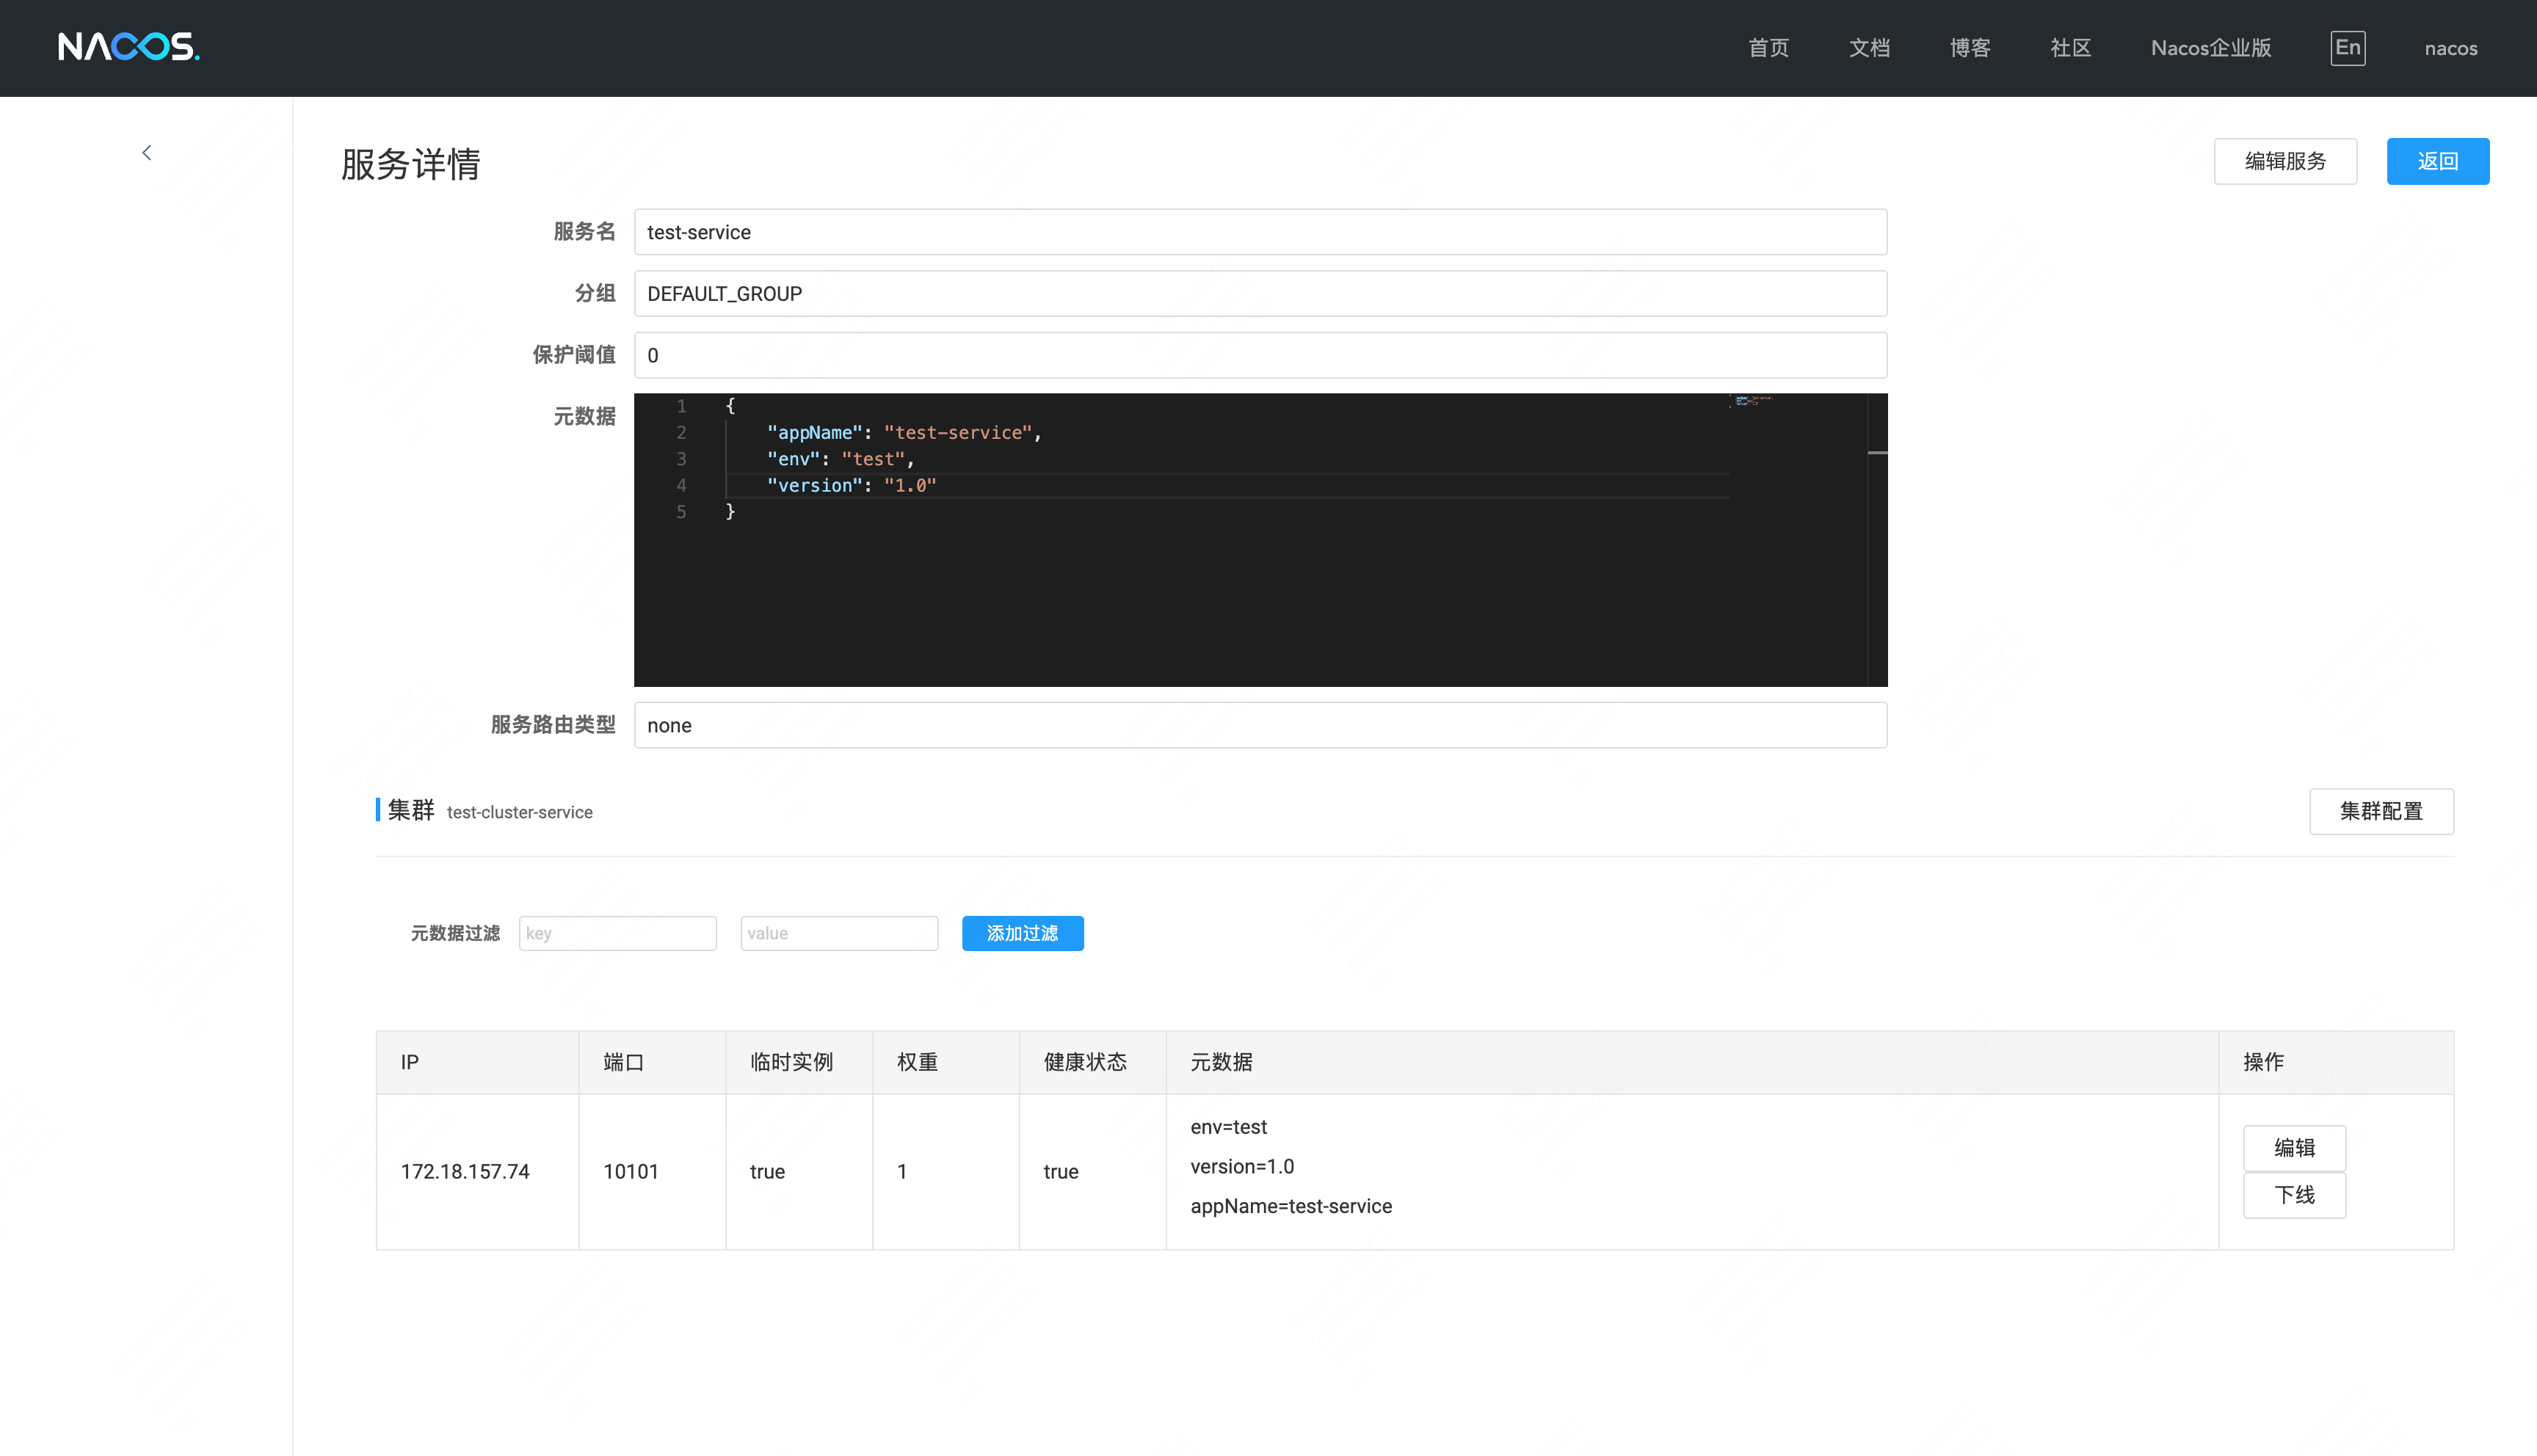 NACOS.
首页 文档 博客 社区 Nacos企业版 En nacos
服务详情 编辑服务 返回
服务名 test-service
分组 DEFAULT_GROUP
保护阈值 0
元数据
1 {
2 "appName": "test-service",
3 "env": "test",
4 "version": "1.0"
5 }
服务路由类型 none
集群 test-cluster-service 集群配置
元数据过滤 key value 添加过滤
IP 端口 临时实例 权重 健康状态 元数据 操作
172.18.157.74 10101 true 1 true
env=test
version=1.0
appName=test-service
编辑
下线